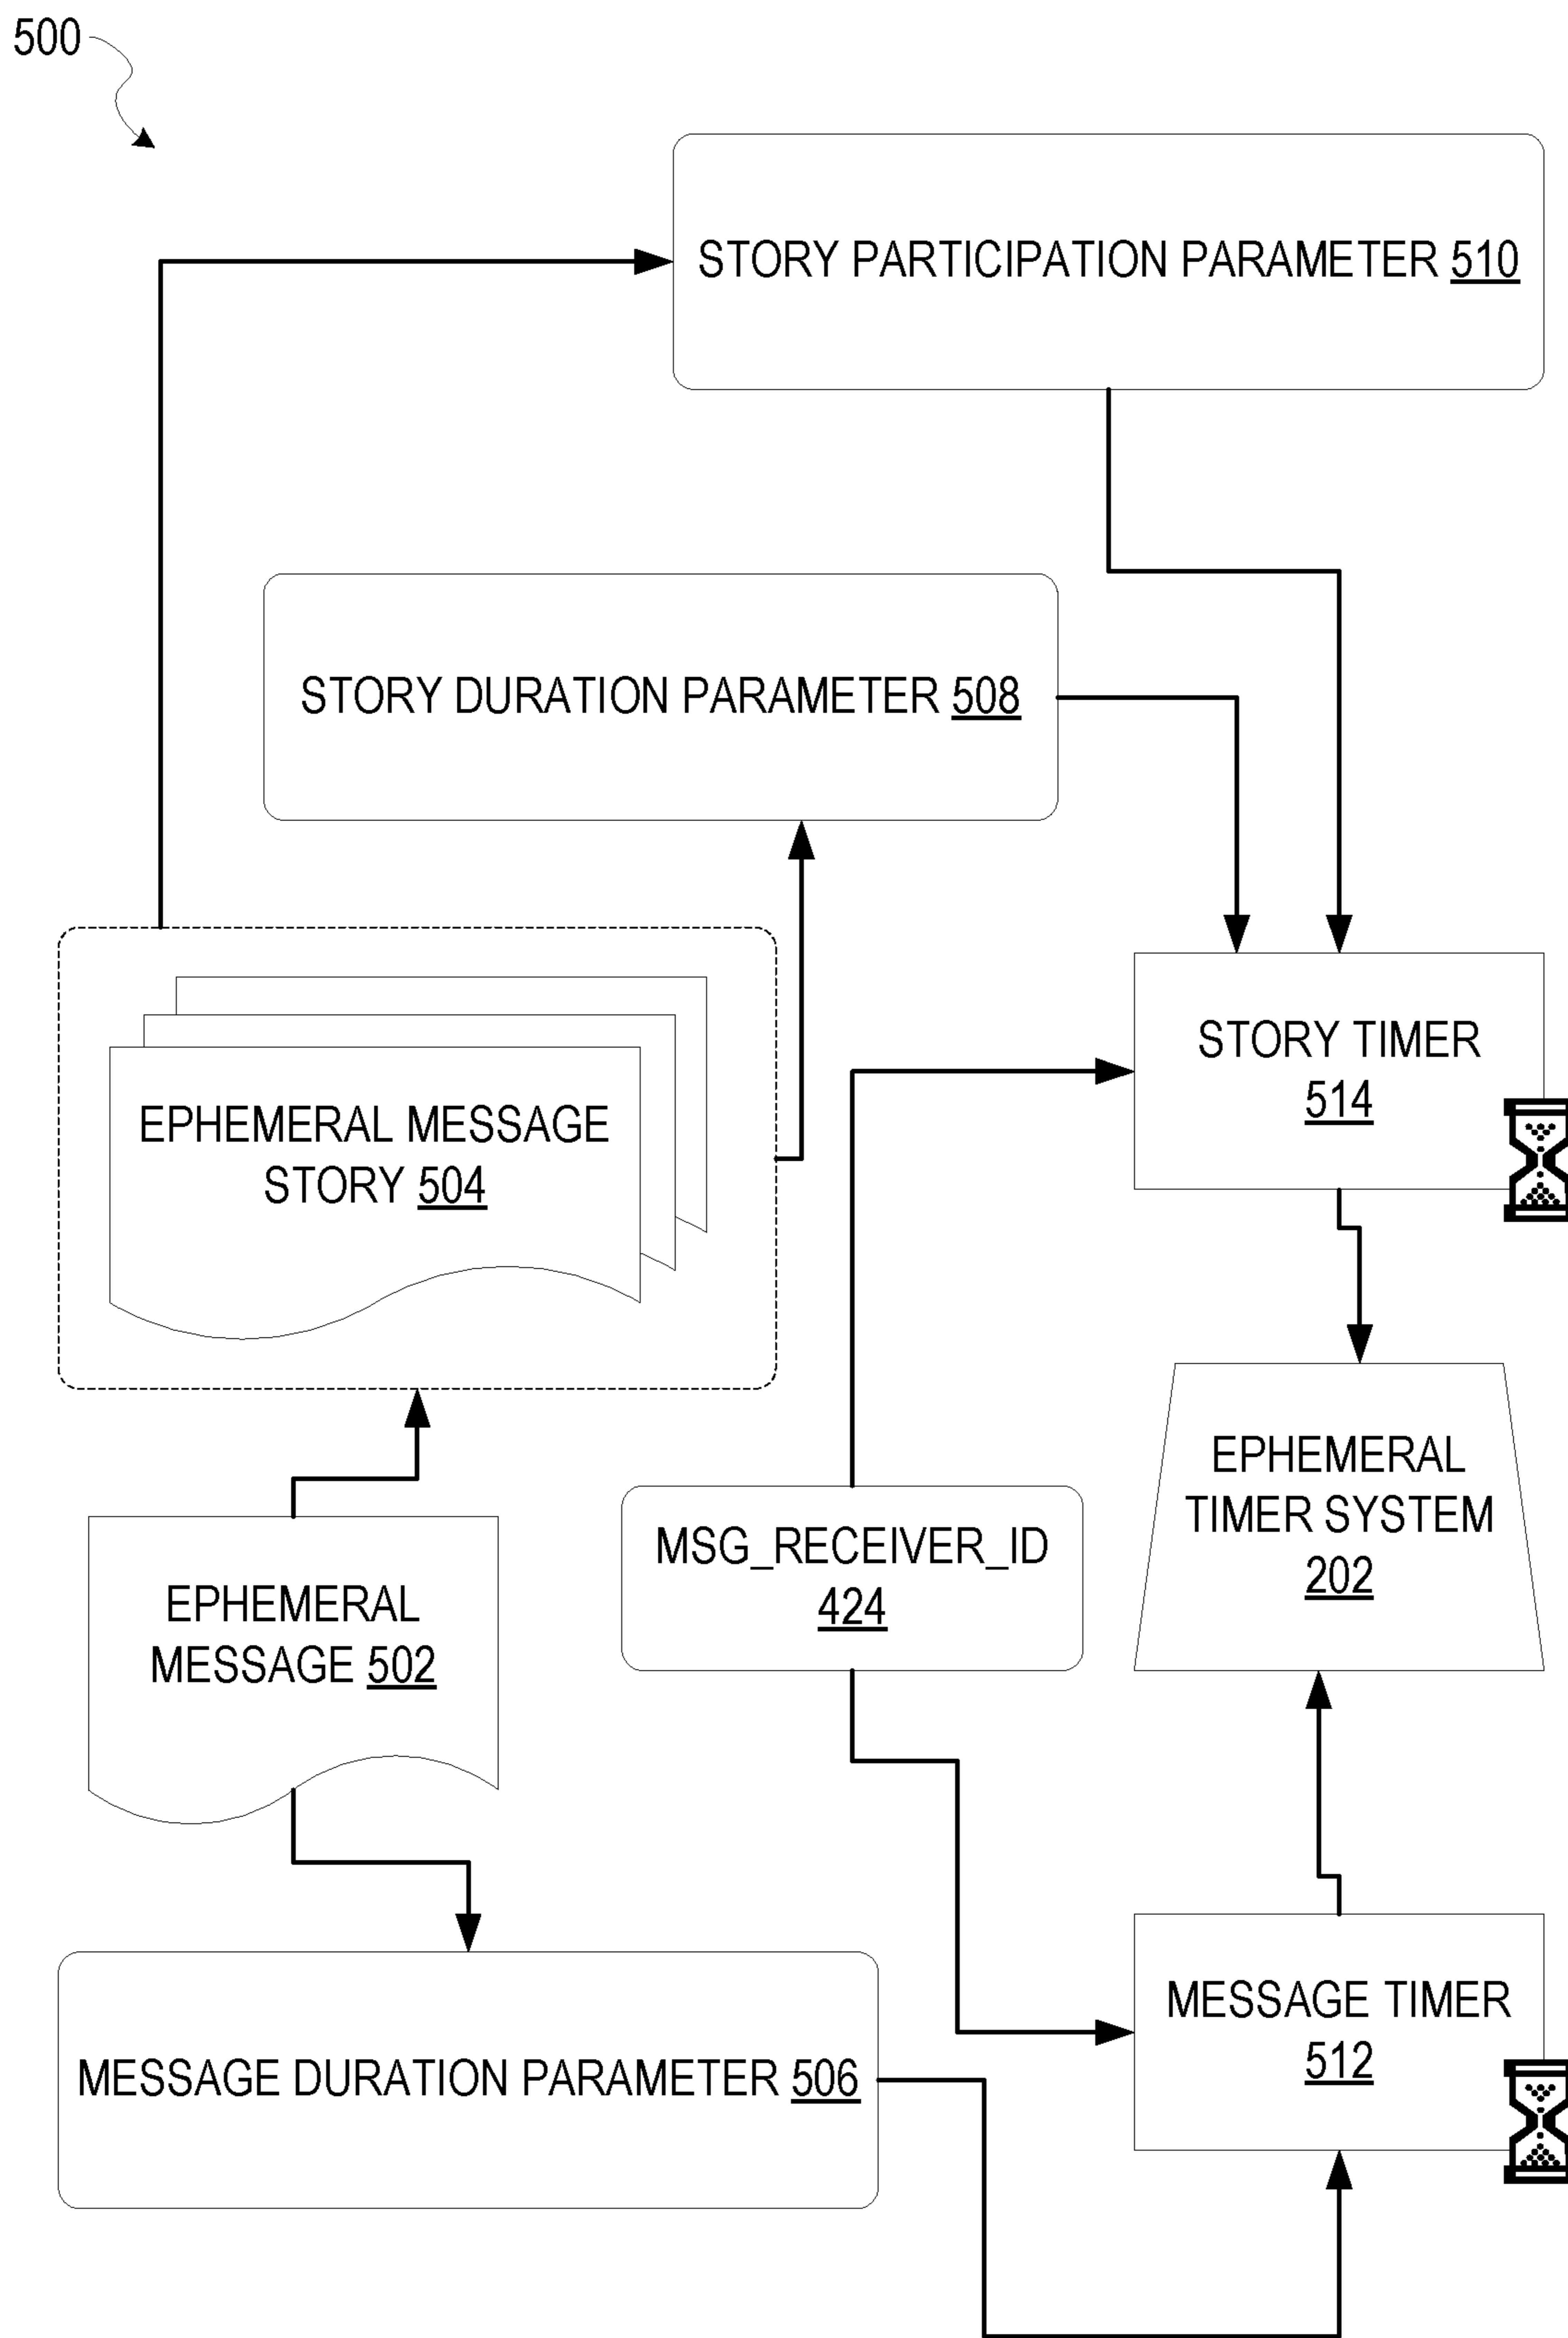 500
STORY PARTICIPATION PARAMETER 510
STORY DURATION PARAMETER 508
STORY TIMER
514
EPHEMERAL MESSAGE
STORY 504
EPHEMERAL
TIMER SYSTEM
202
MSG_RECEIVER_ID
424
EPHEMERAL
MESSAGE 502
MESSAGE TIMER
512
MESSAGE DURATION PARAMETER 506